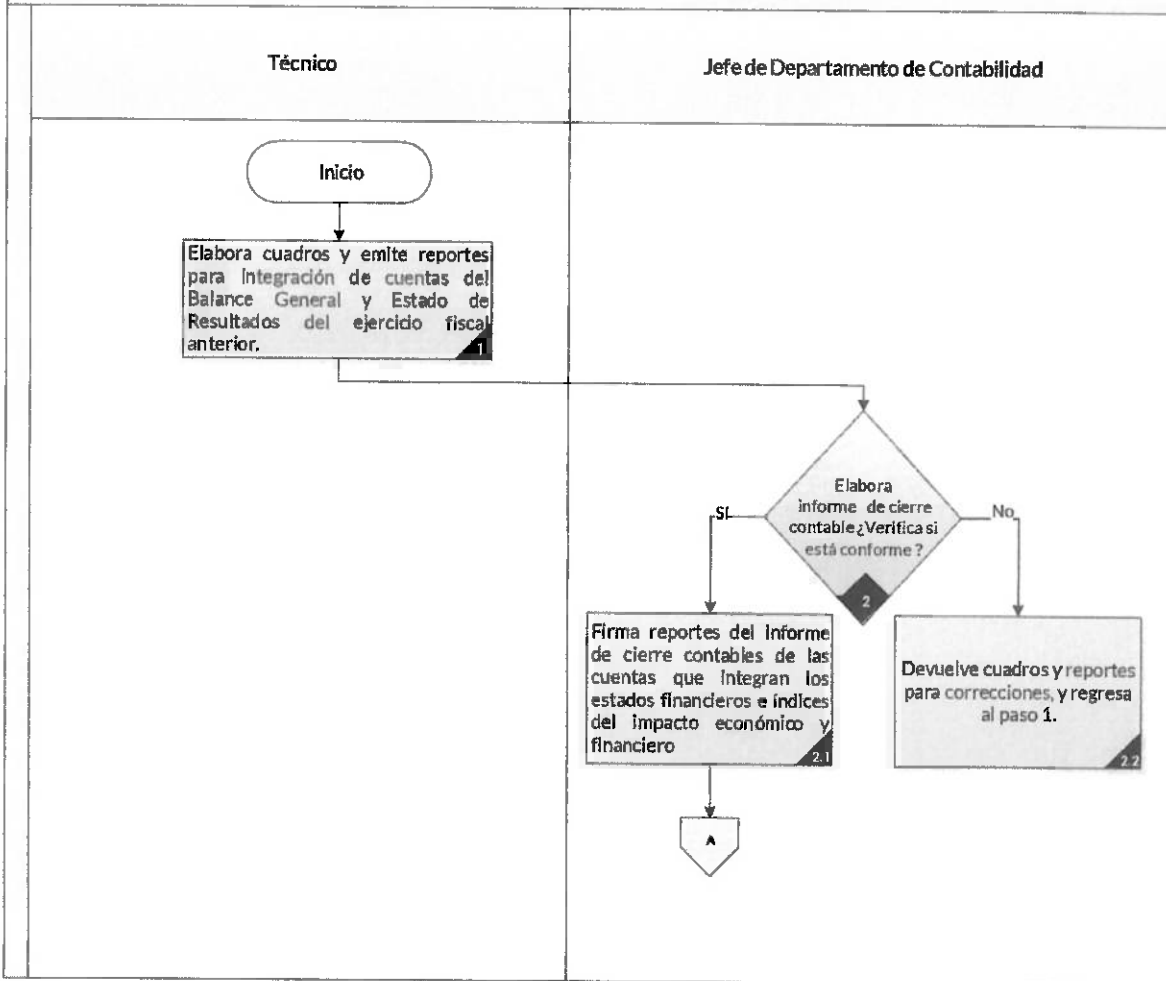 Técnico
Jefe de Departamento de Contabilidad
Inicio
Elabora cuadros y emite reportes
para integración de cuentas del
Balance General y Estado de
Resultados del ejercicio fiscal
anterior.
1
Elabora
informe de cierre
contable¿Verifica si
está conforme ?
2
SI
No
Firma reportes del informe
de cierre contables de las
cuentas que integran los
estados financieros e índices
del impacto económico y
financiero
2.1
Devuelve cuadros y reportes
para correcciones, y regresa
al paso 1.
2.2
A